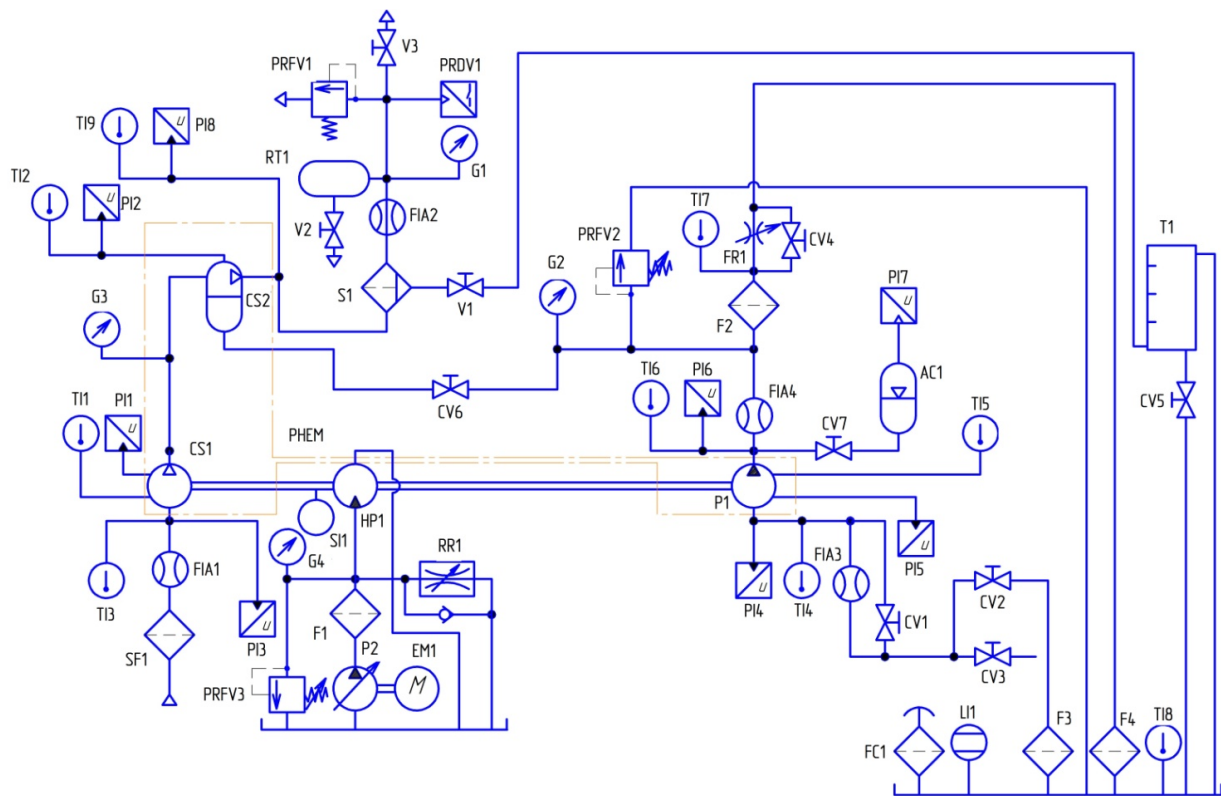 V3
PRFV1
PRDV1
TI9
U
PI8
RT1
G1
TI2
U
PI2
FIA2
TI7
CV4
V2
PRFV2
FR1
T1
G2
PI7
U
G3
CS2
S1
V1
F2
TI6
PI6
U
AC1
FIA4
CV6
TI1
PI1
U
CV7
TI5
CV5
CS1
PHEM
P1
HP1
SI1
G4
RR1
FIA3
U
PI5
FIA1
CV2
TI3
U
PI4
TI4
F1
U
PI3
CV1
SF1
P2
EM1
CV3
PRFV3
M
LI1
F3
F4
TI8
FC1